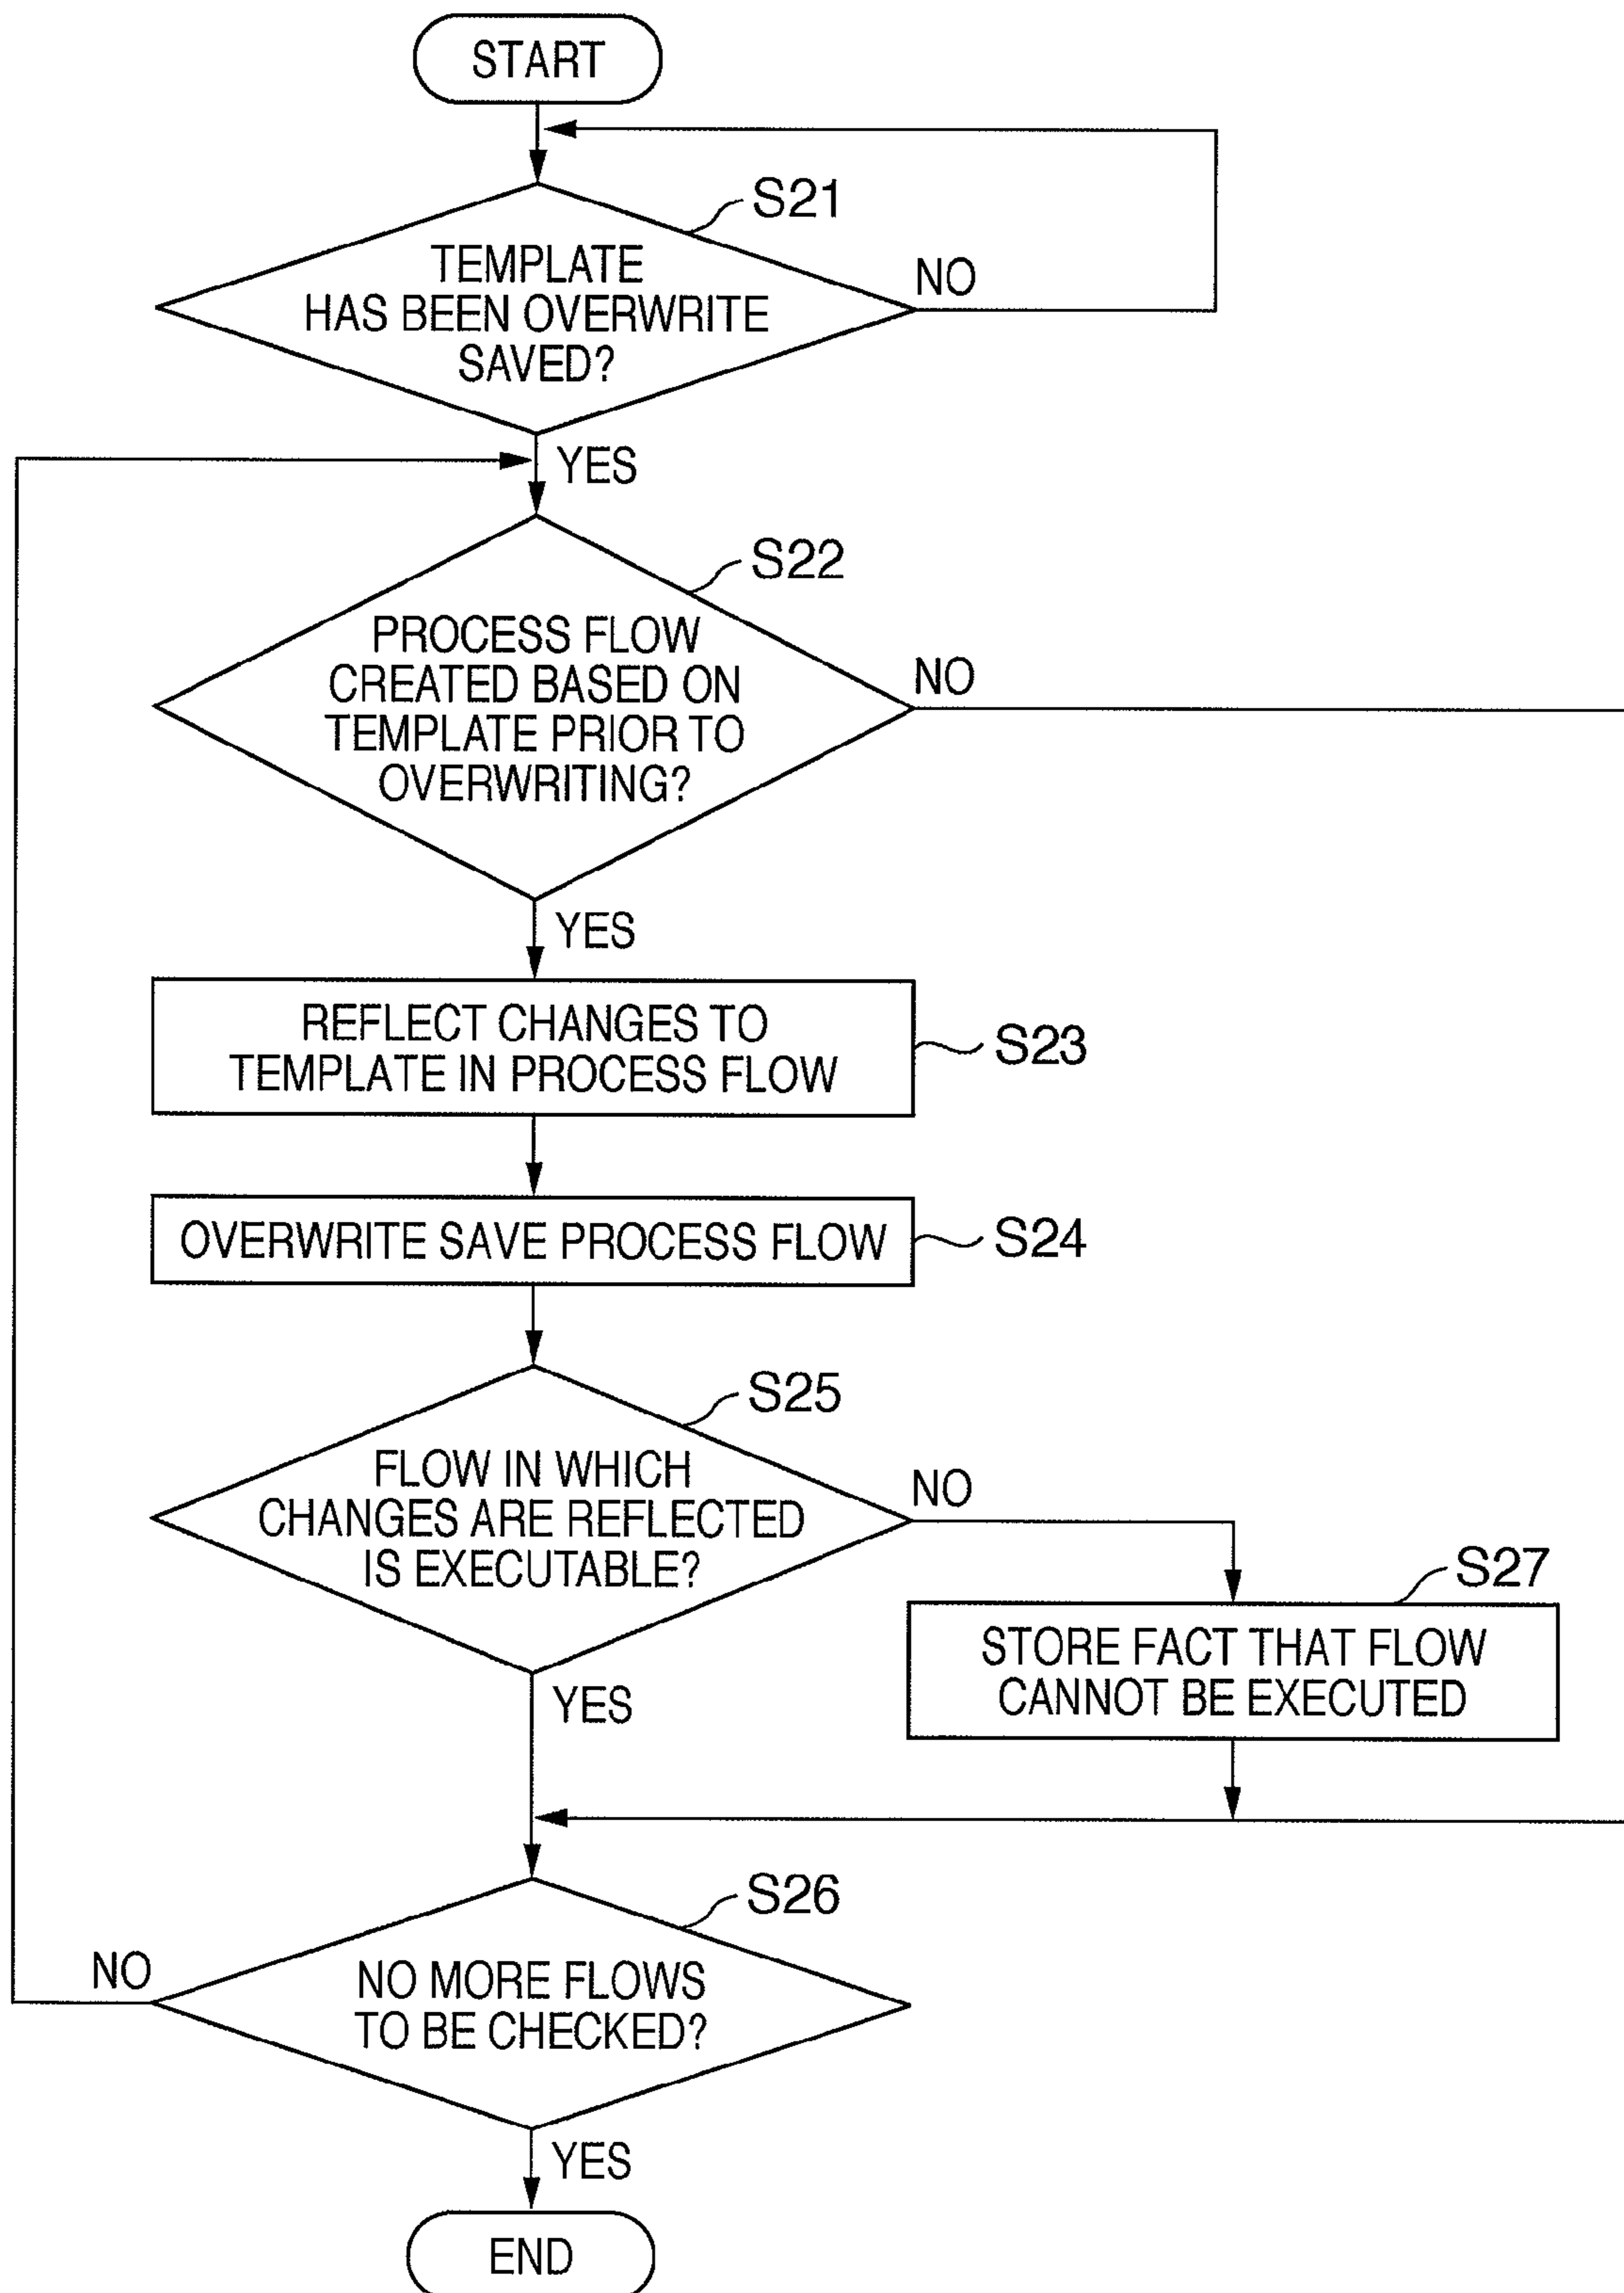 START
S21
TEMPLATE
HAS BEEN OVERWRITE
SAVED?
NO
YES
S22
PROCESS FLOW
CREATED BASED ON
TEMPLATE PRIOR TO
OVERWRITING?
NO
YES
REFLECT CHANGES TO
TEMPLATE IN PROCESS FLOW
S23
OVERWRITE SAVE PROCESS FLOW
S24
S25
FLOW IN WHICH
CHANGES ARE REFLECTED
IS EXECUTABLE?
NO
S27
STORE FACT THAT FLOW
CANNOT BE EXECUTED
YES
S26
NO MORE FLOWS
TO BE CHECKED?
NO
YES
END